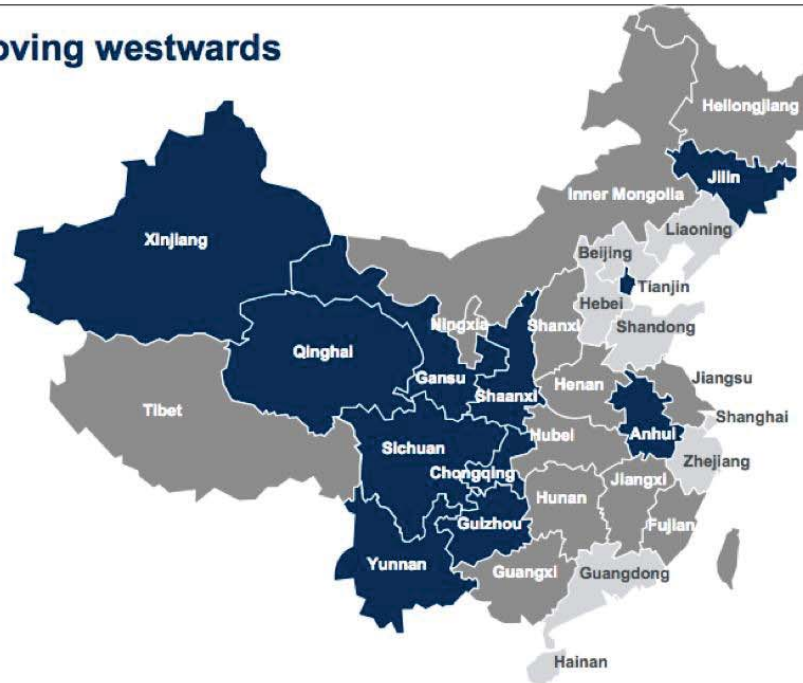 oving westwards
Heilongjiang
Jilin
Inner Mongolia
Liaoning
Xinjiang
Beijing
Tianjin
Hebei
Ningxia
Shanxi
Shandong
Qinghai
Gansu
Shaanxi
Henan
Jiangsu
Tibet
Shanghai
Sichuan
Hubei
Anhui
Zhejiang
Chongqing
Hunan
Jiangxi
Guizhou
Fujian
Yunnan
Guangxi
Guangdong
Hainan